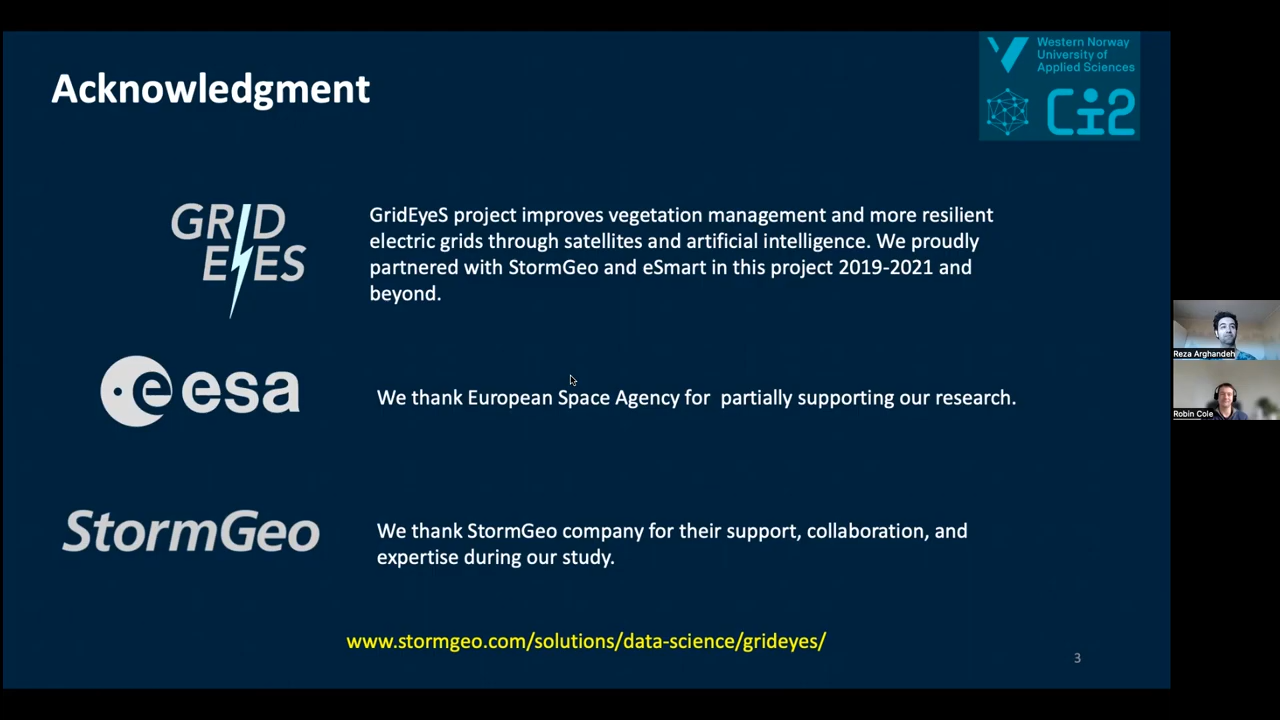 Acknowledgment
Western Norway
University of
Applied Sciences
Ci2
GRID
EYES
GridEyeS project improves vegetation management and more resilient
electric grids through satellites and artificial intelligence. We proudly
partnered with StormGeo and eSmart in this project 2019-2021 and
beyond.
esa
We thank European Space Agency for  partially supporting our research.
StormGeo
We thank StormGeo company for their support, collaboration, and
expertise during our study.
www.stormgeo.com/solutions/data-science/grideyes/
3
Reza Arghandeh
Robin Cole